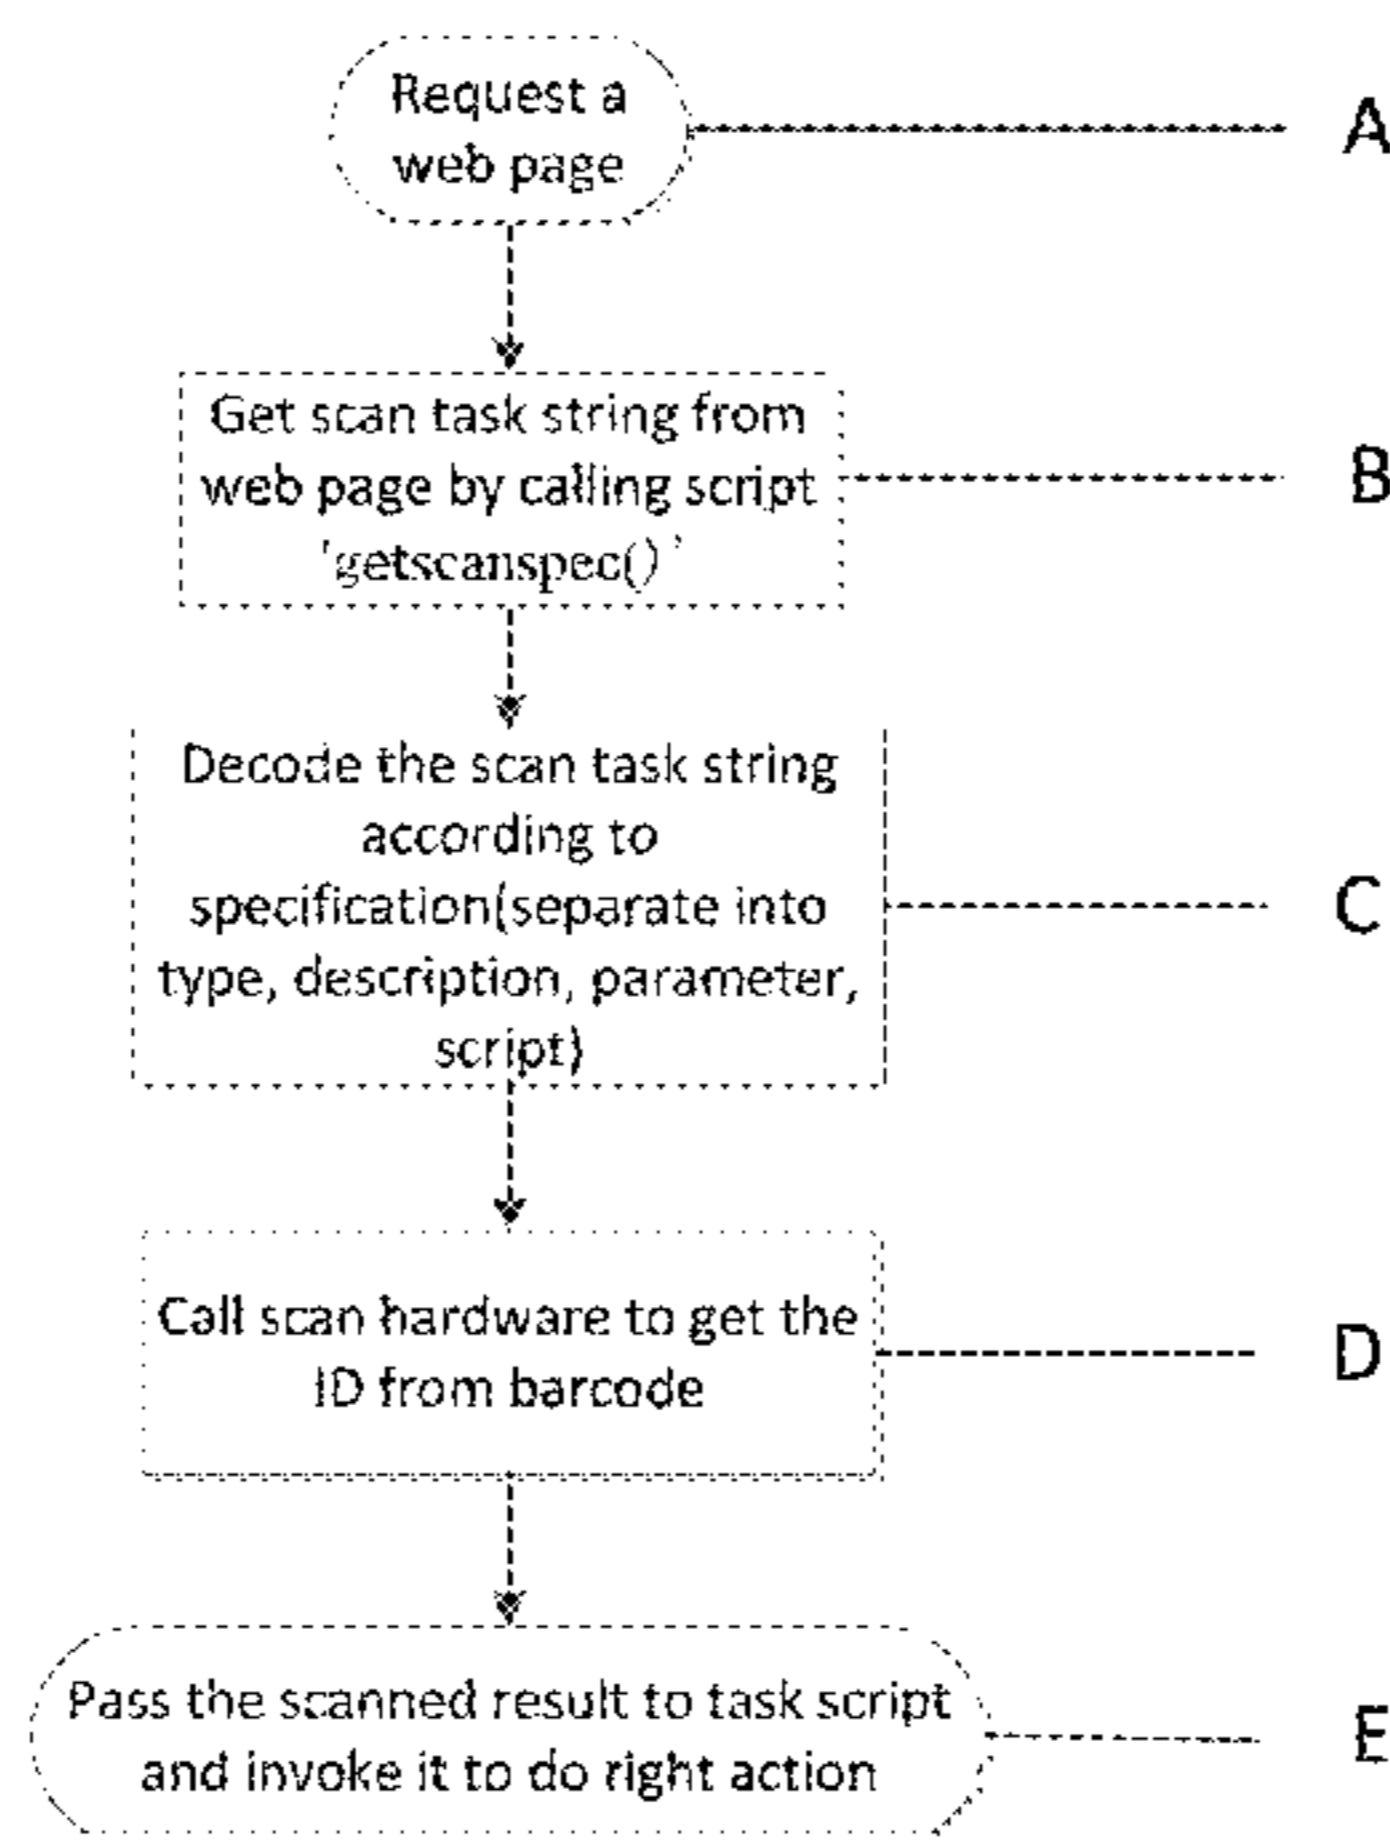 Request a
web page
A
Get scan task string from
web page by calling script
'getscanspec()'
B
Decode the scan task string
according to
specification(separate into
type, description, parameter,
script)
C
Call scan hardware to get the
ID from barcode
D
Pass the scanned result to task script
and invoke it to do right action
E